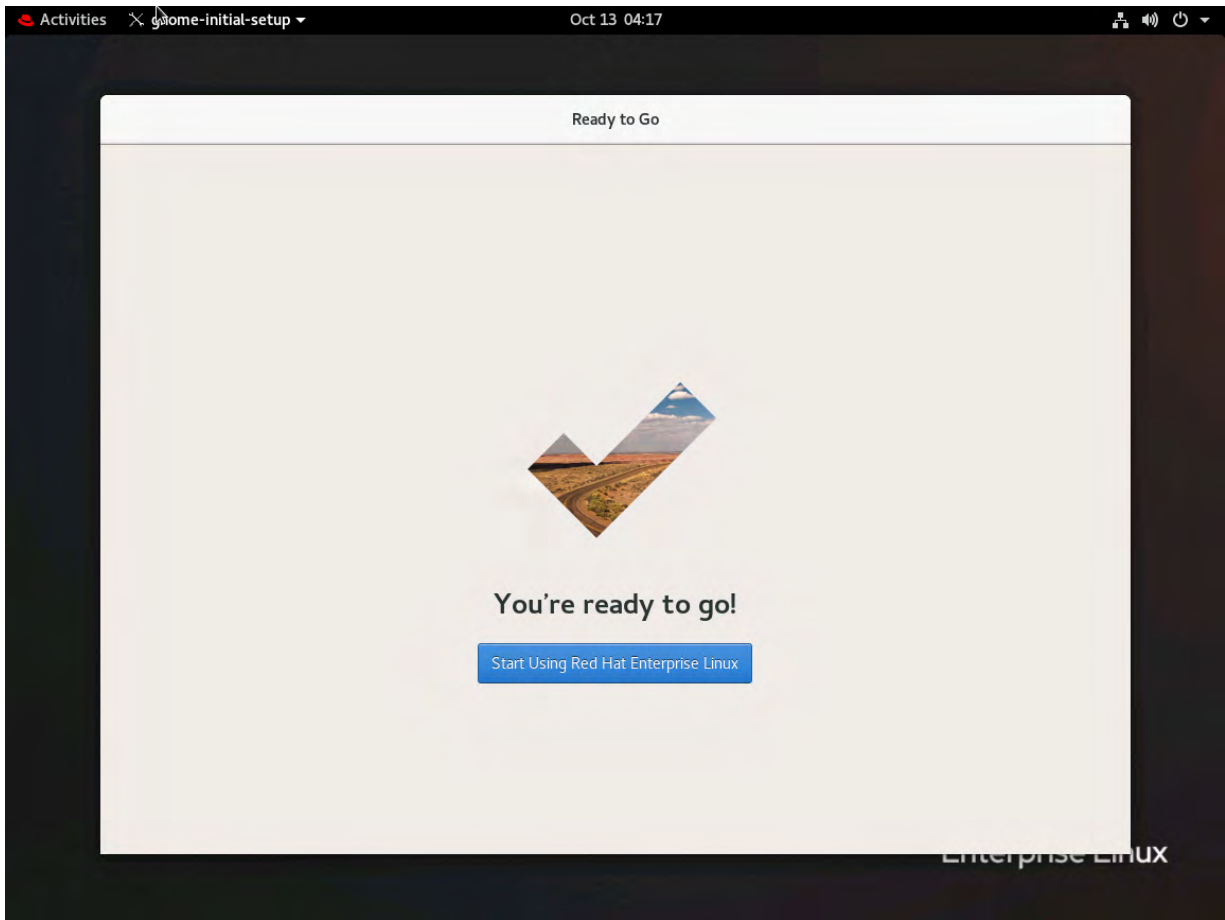 Activities gnome-initial-setup Oct 13 04:17
Ready to Go
You're ready to go!
Start Using Red Hat Enterprise Linux
Enterprise Linux